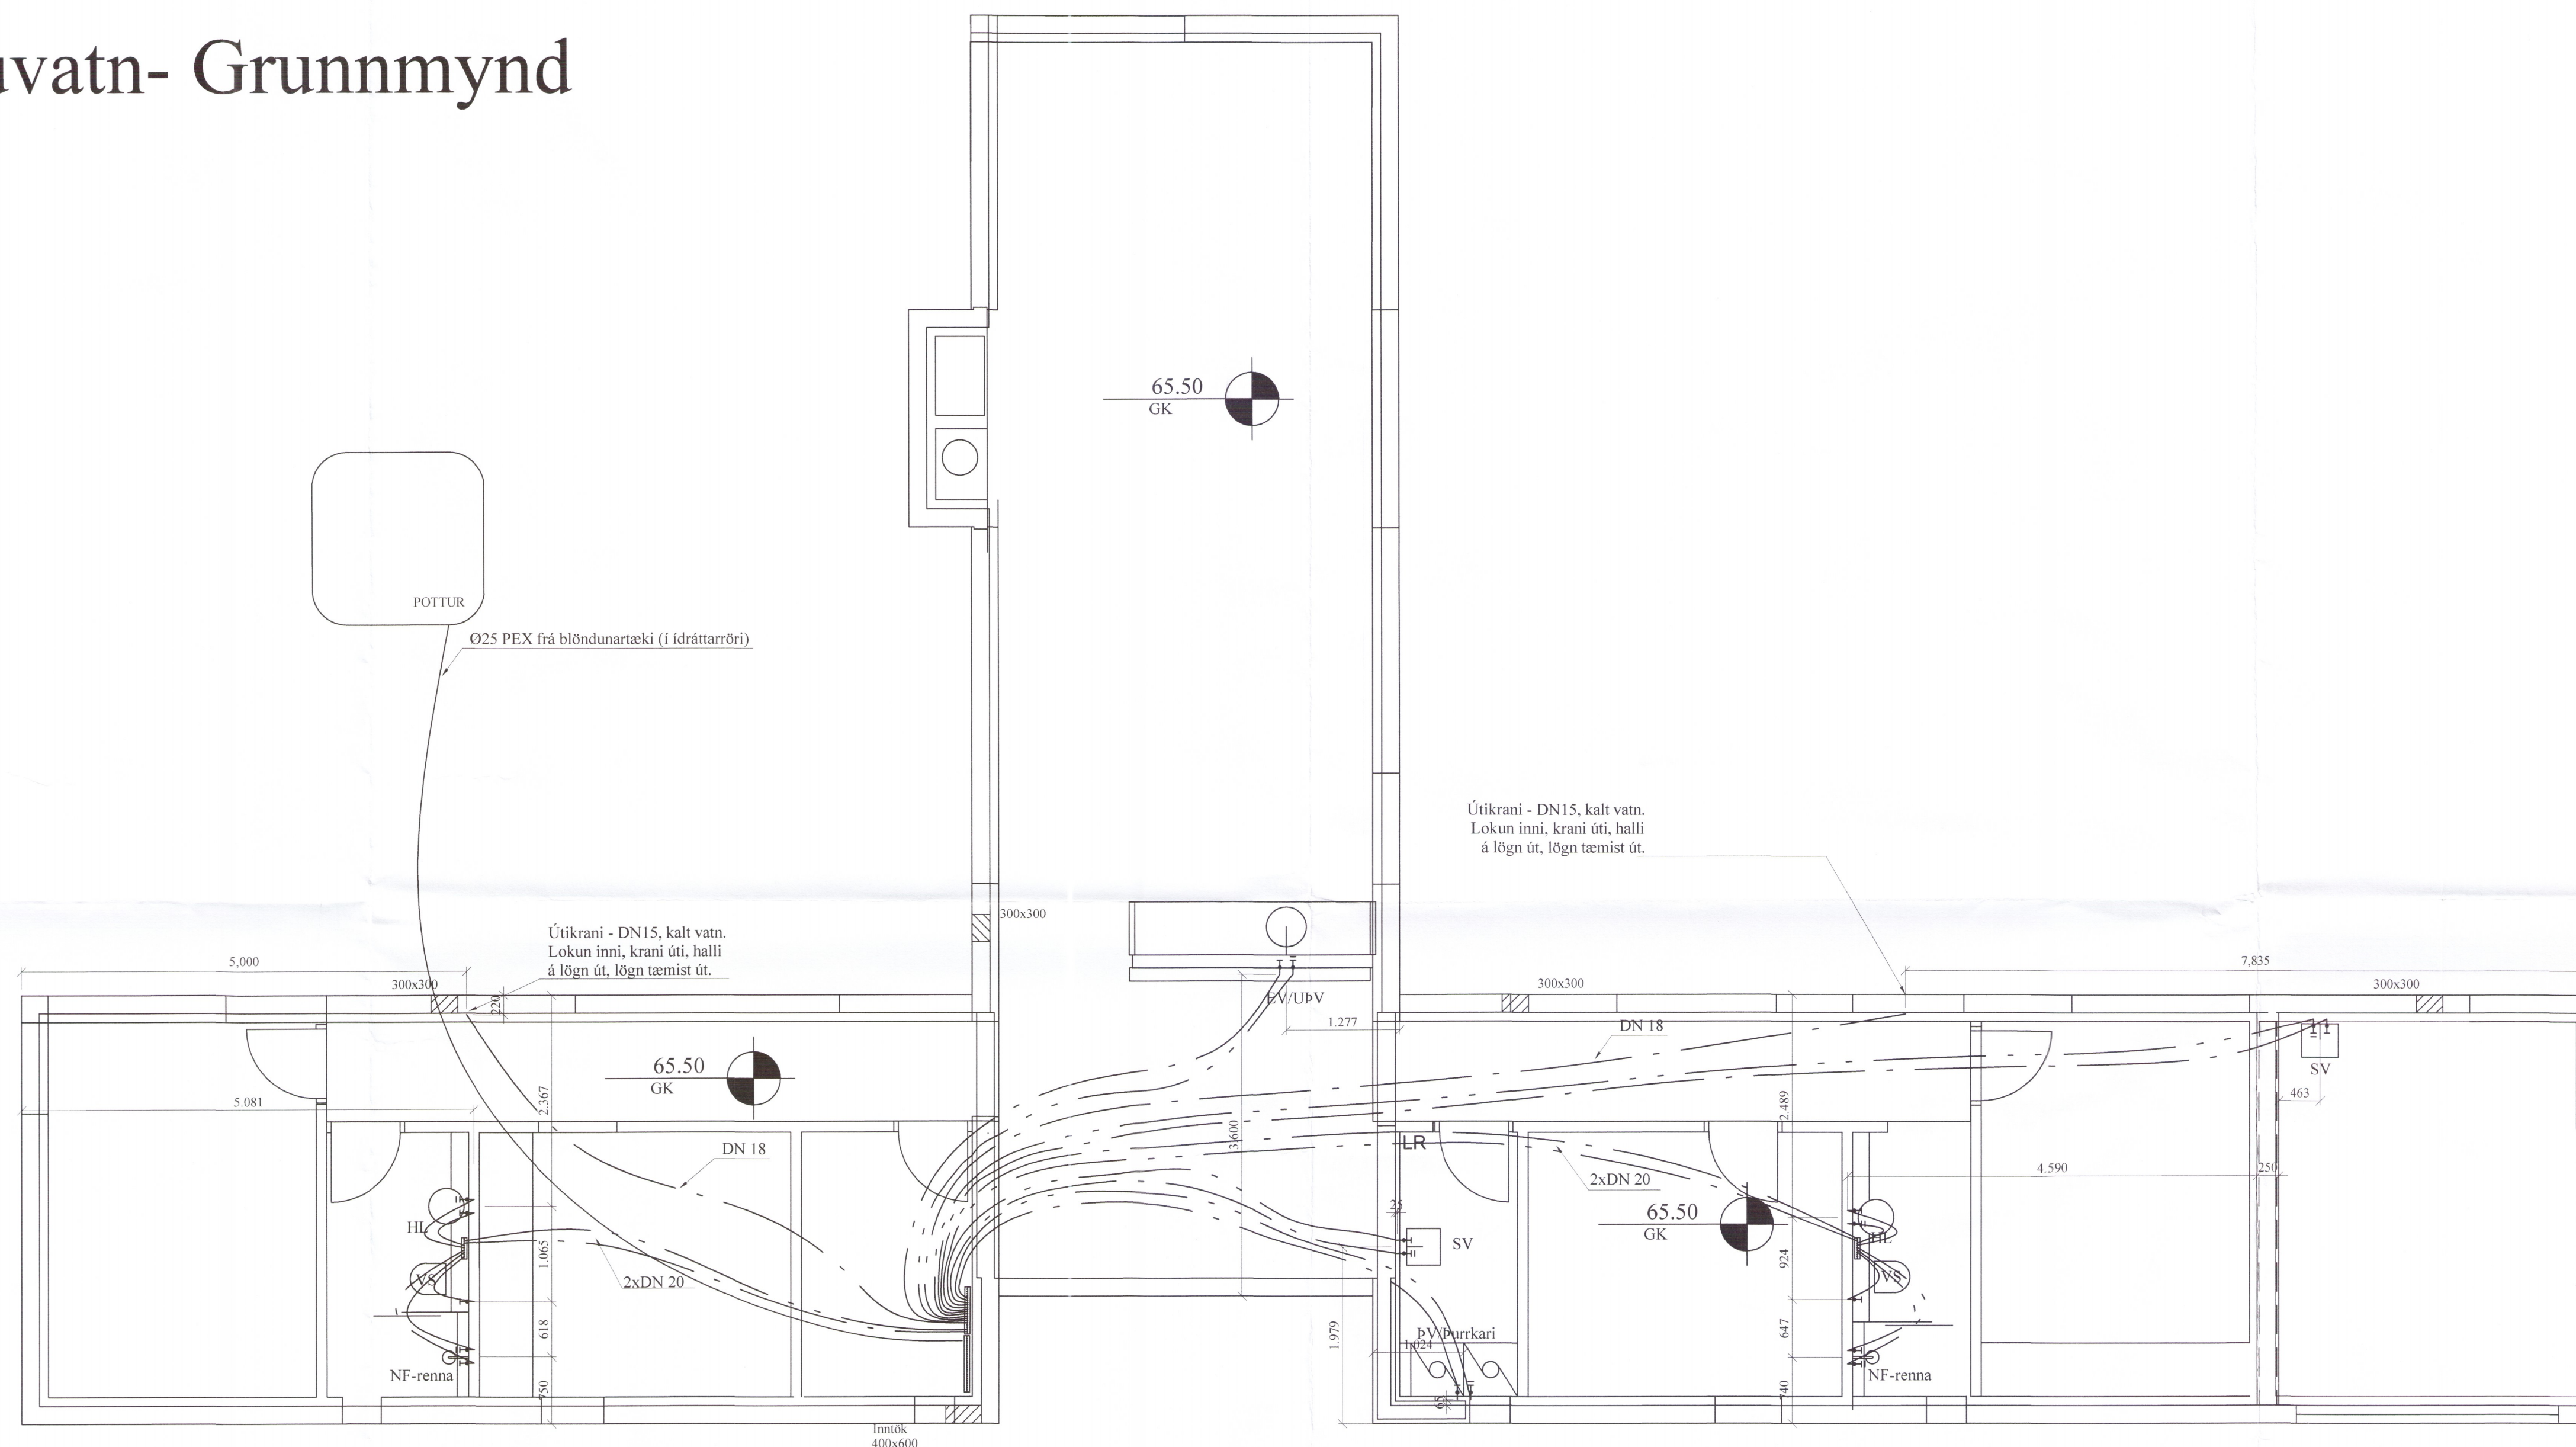 uvatn- Grunnmynd
65.50
GK
POTTUR
Ø25 PEX frá blöndunartæki (í ídráttarröri)
Útikrani - DN15, kalt vatn.
Lokun inni, krani úti, halli
á lögn út, lögn tæmist út.
300x300
Útikrani - DN15, kalt vatn.
Lokun inni, krani úti, halli
á lögn út, lögn tæmist út.
5,000
7,835
300x300
300x300
300x300
220
EV/UÞV
1.277
DN 18
65.50
GK
SV
463
5.081
2.367
2.489
3.600
LR
DN 18
4.590
250
2xDN 20
25
65.50
GK
HL
SV
HL
1.065
924
VS
2xDN 20
VS
618
1.979
ÞV/Þurrkari
1.024
647
NF-renna
NF-renna
750
740
65
Inntök
400x600